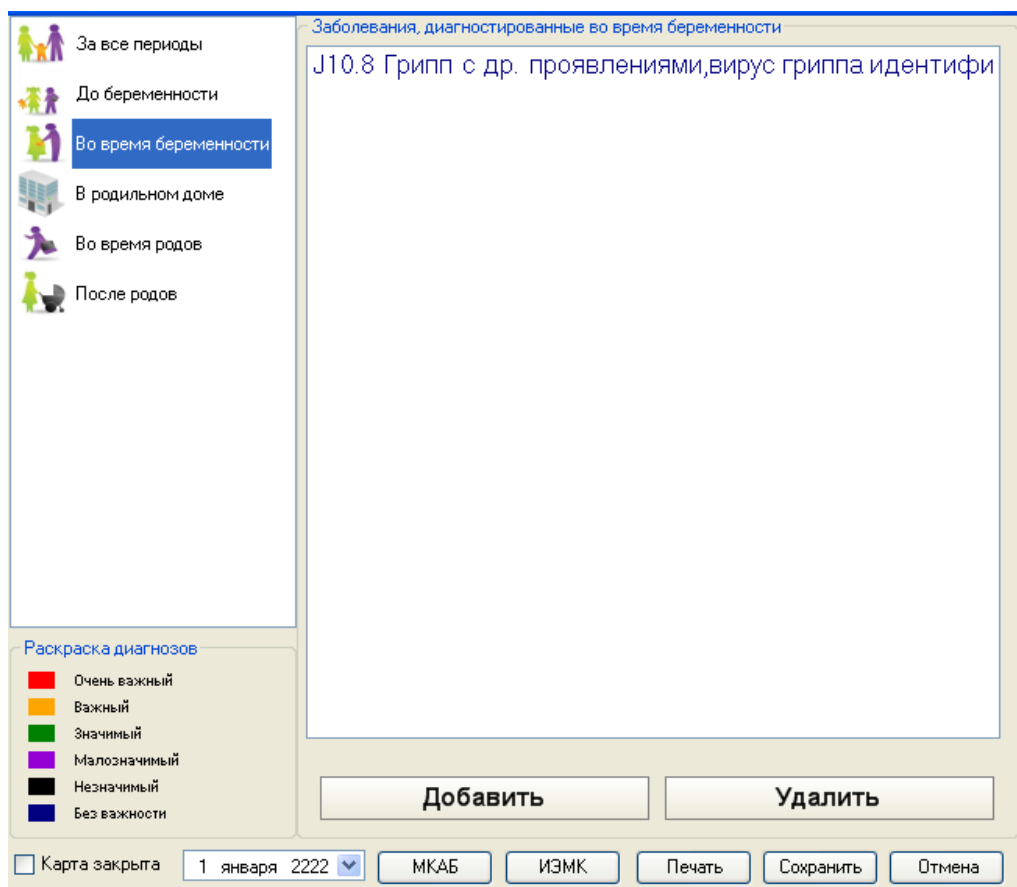 За все периоды
До беременности
Во время беременности
В родильном доме
Во время родов
После родов
Заболевания, диагностированные во время беременности
J10.8 Грипп с др. проявлениями,вирус гриппа идентифи
Раскраска диагнозов
Очень важный
Важный
Значимый
Малозначимый
Незначимый
Без важности
Добавить
Удалить
Карта закрыта
1 января 2222
МКАБ
ИЭМК
Печать
Сохранить
Отмена